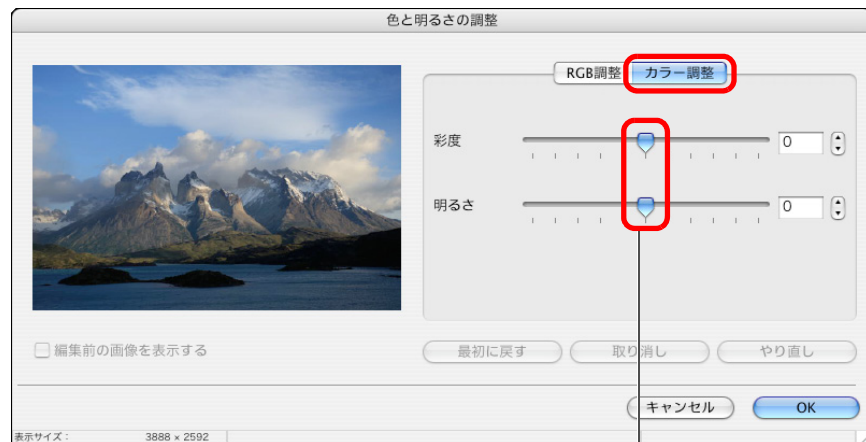 色と明るさの調整
RGB調整 カラー調整
彩度 0
明るさ 0
編集前の画像を表示する
最初に戻す 取り消し やり直し
キャンセル OK
表示サイズ： 3888 × 2592